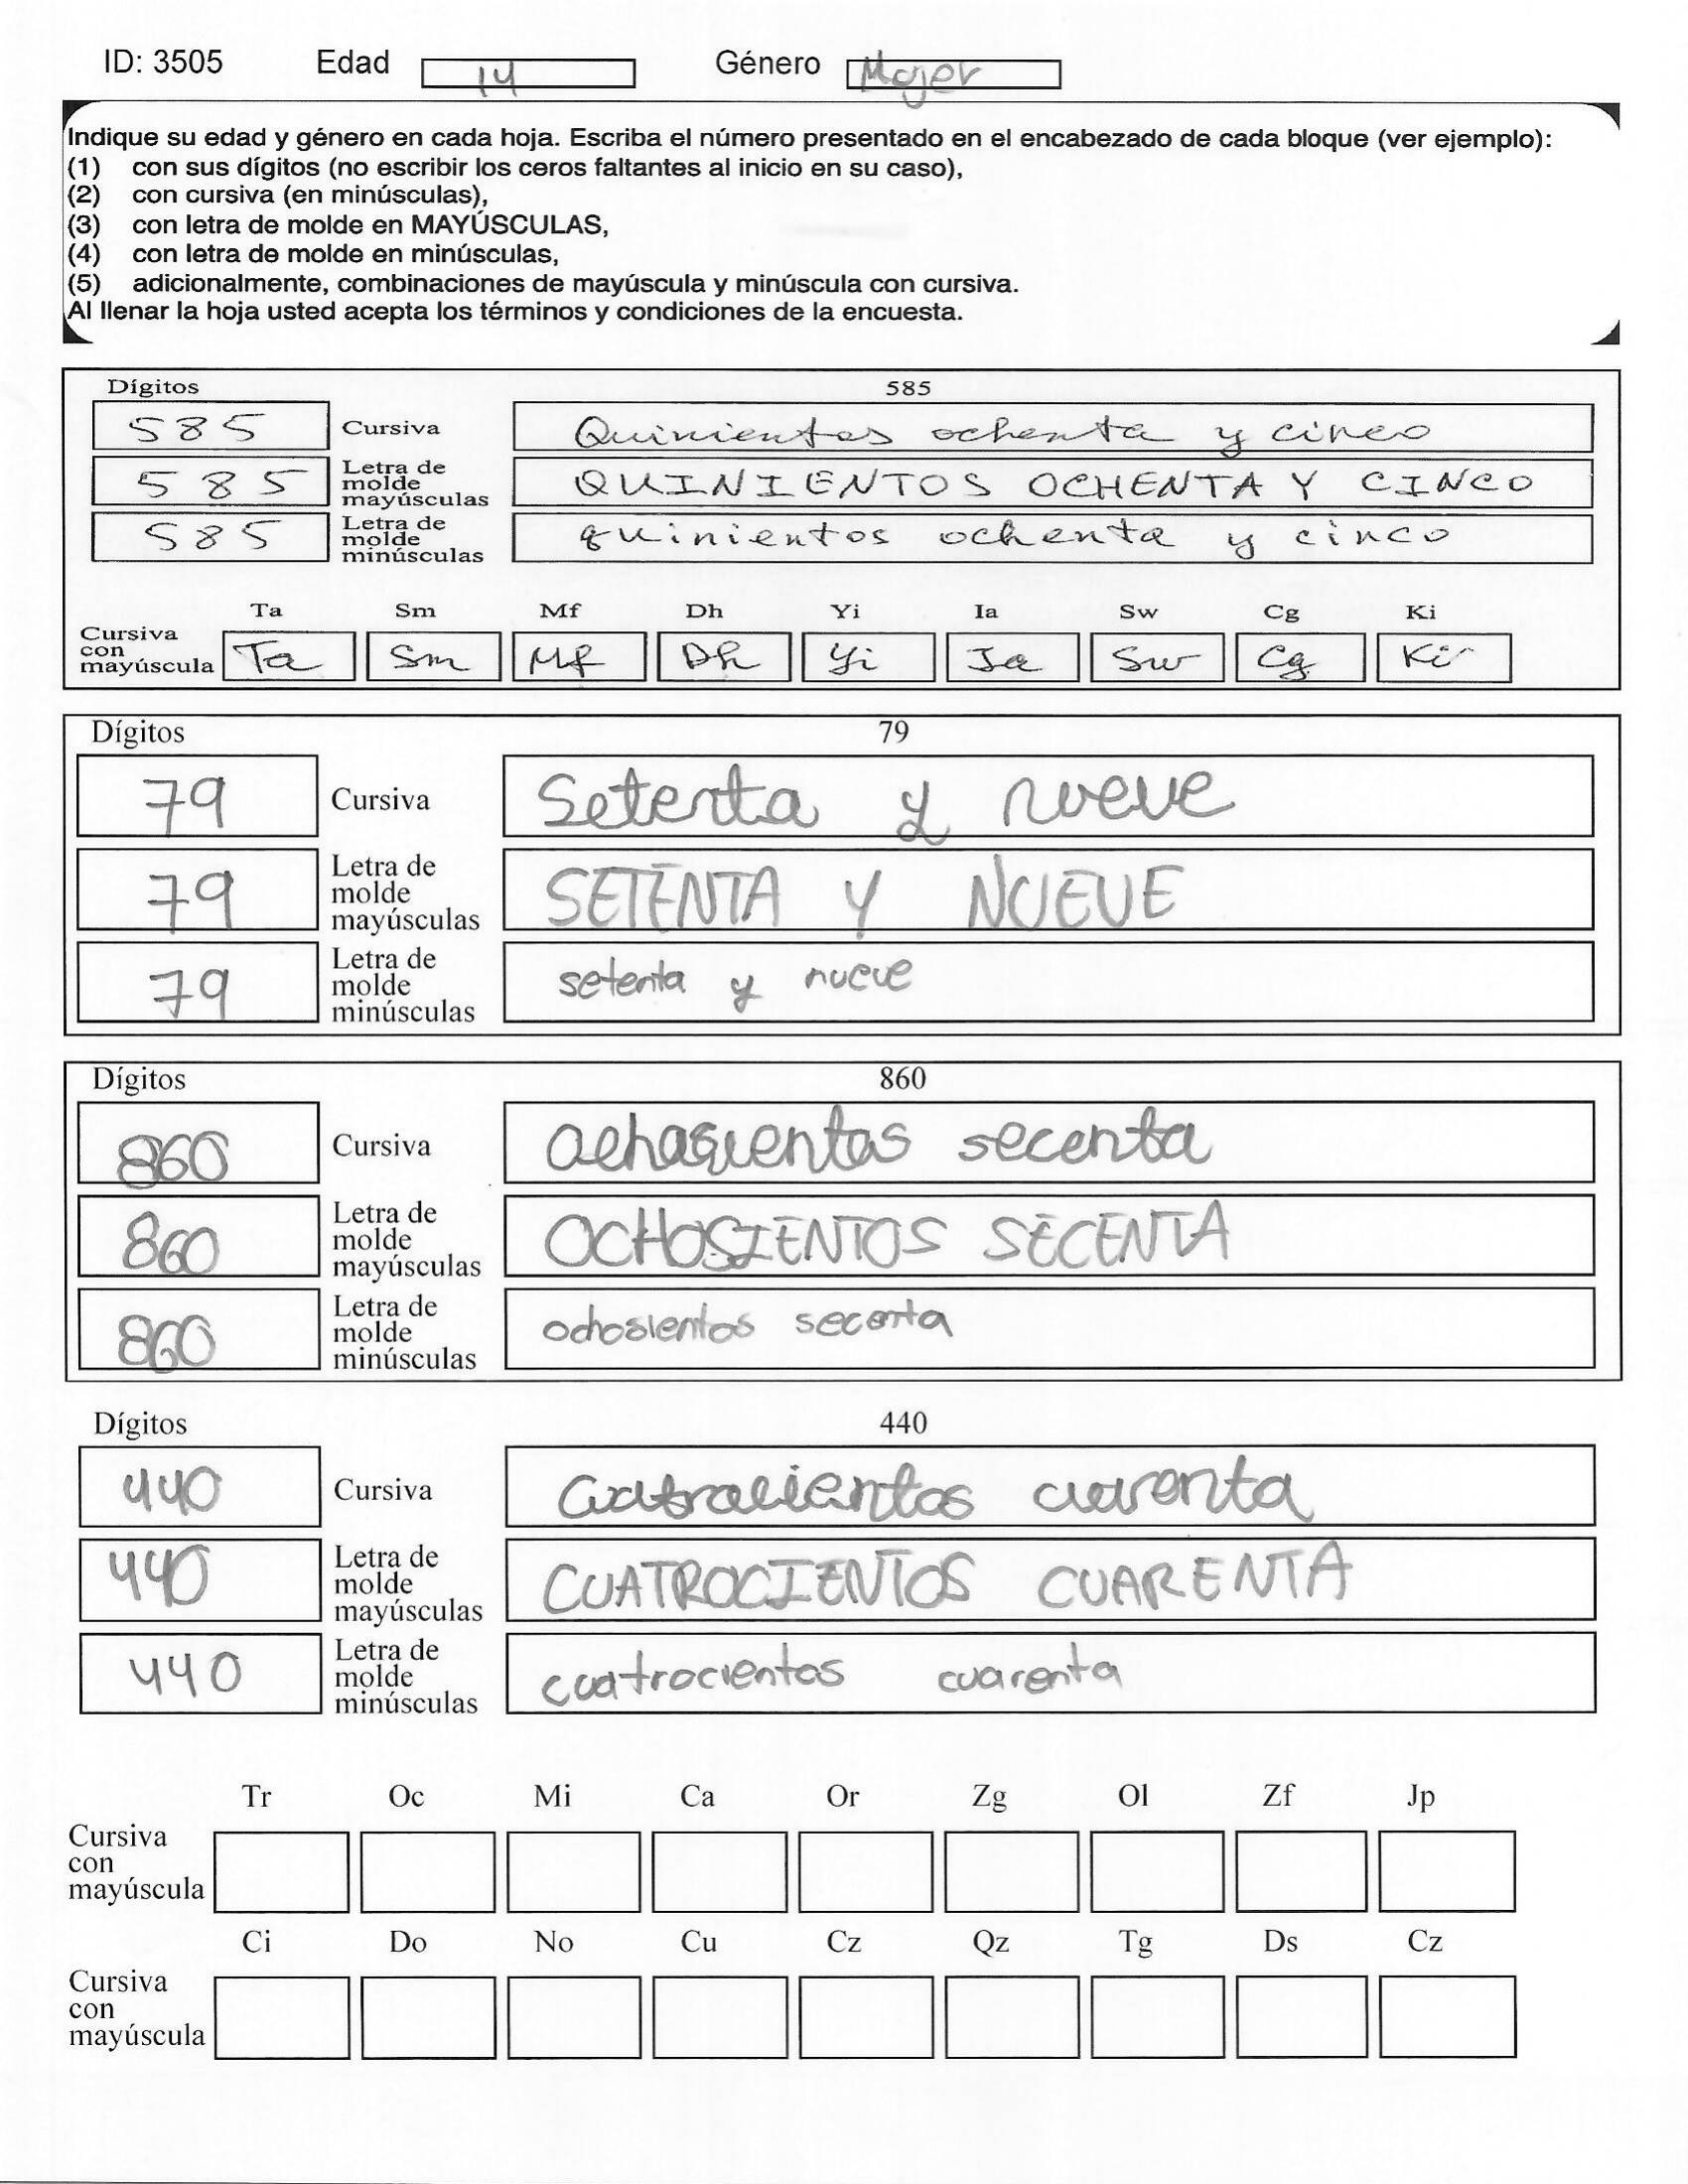 ID: 3505 Edad 14 Género Mujer
Indique su edad y género en cada hoja. Escriba el número presentado en el encabezado de cada bloque (ver ejemplo):
(1) con sus dígitos (no escribir los ceros faltantes al inicio en su caso),
(2) con cursiva (en minúsculas),
(3) con letra de molde en MAYÚSCULAS,
(4) con letra de molde en minúsculas,
(5) adicionalmente, combinaciones de mayúscula y minúscula con cursiva.
Al llenar la hoja usted acepta los términos y condiciones de la encuesta.
Dígitos 585
585 Cursiva Quinientos ochenta y cinco
585 Letra de molde mayúsculas QUINIENTOS OCHENTA Y CINCO
585 Letra de molde minúsculas quinientos ochenta y cinco
Ta Sm Mf Dh Yi Ia Sw Cg Ki
Cursiva con mayúscula Ta Sm Mf Dh Yi Ia Sw Cg Ki
Dígitos 79
79 Cursiva Setenta y nueve
79 Letra de molde mayúsculas SETENTA Y NUEVE
79 Letra de molde minúsculas setenta y nueve
Dígitos 860
860 Cursiva ochosientos secenta
860 Letra de molde mayúsculas OCHOSIENTOS SECENTA
860 Letra de molde minúsculas ochosientos secenta
Dígitos 440
440 Cursiva cuatrocientos cuarenta
440 Letra de molde mayúsculas CUATROCIENTOS CUARENTA
440 Letra de molde minúsculas cuatrocientos cuarenta
Tr Oc Mi Ca Or Zg Ol Zf Jp
Cursiva con mayúscula
Ci Do No Cu Cz Qz Tg Ds Cz
Cursiva con mayúscula